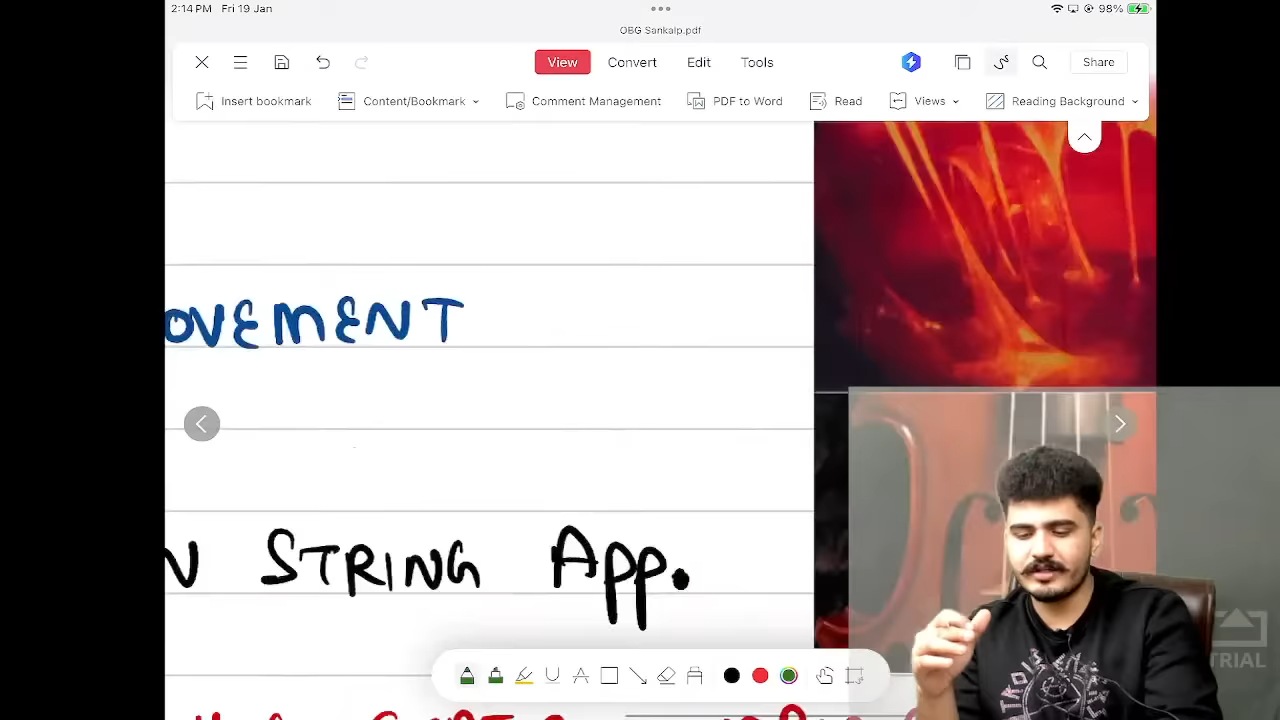 2:14 PM Fri 19 Jan
98%
OBG Sankalp.pdf
View Convert Edit Tools
Share
Insert bookmark Content/Bookmark Comment Management PDF to Word Read Views Reading Background
OVEMENT
N STRING App.
TRIAL